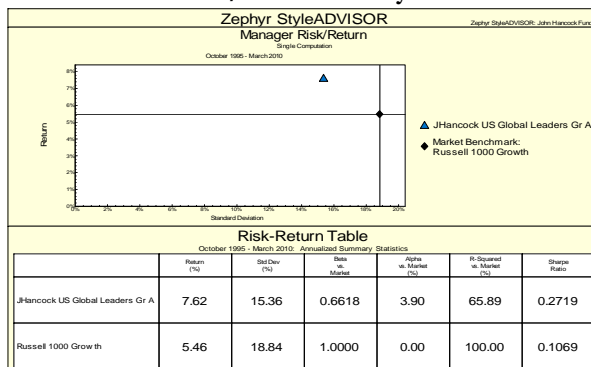 Zephyr StyleADVISOR
Zephyr StyleADVISOR: John Hancock Fund
Manager Risk/Return
Single Computation
October 1995 - March 2010
8%
7%
6%
5%
4%
3%
2%
1%
0%
Return
0% 2% 4% 6% 8% 10% 12% 14% 16% 18% 20%
Standard Deviation
JHancock US Global Leaders Gr A
Market Benchmark:
Russell 1000 Growth
Risk-Return Table
October 1995 - March 2010: Annualized Summary Statistics
Return (%) Std Dev (%) Beta vs. Market Alpha vs. Market (%) R-Squared vs. Market (%) Sharpe Ratio
JHancock US Global Leaders Gr A 7.62 15.36 0.6618 3.90 65.89 0.2719
Russell 1000 Growth 5.46 18.84 1.0000 0.00 100.00 0.1069